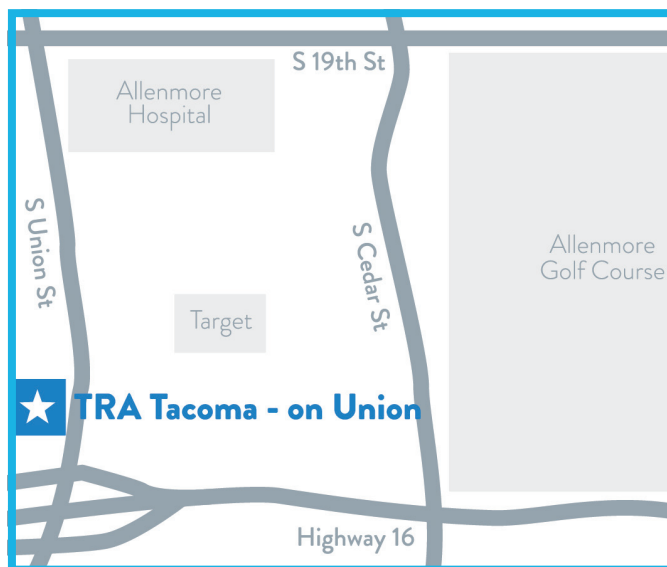 S 19th St
Allenmore
Hospital
S Union St
S Cedar St
Allenmore
Golf Course
Target
TRA Tacoma - on Union
Highway 16